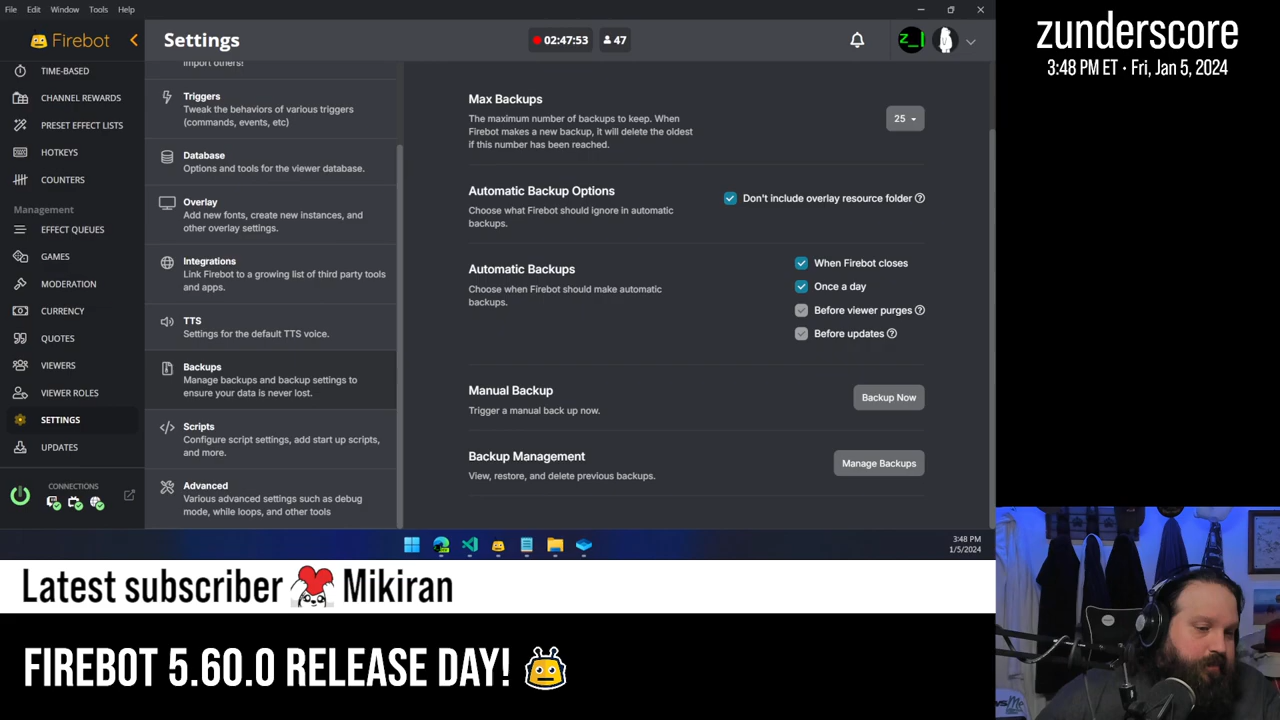 File Edit Window Tools Help
Firebot
Settings
02:47:53
47
z_
zunderscore
3:48 PM ET • Fri, Jan 5, 2024
TIME-BASED
CHANNEL REWARDS
PRESET EFFECT LISTS
HOTKEYS
COUNTERS
Management
EFFECT QUEUES
GAMES
MODERATION
CURRENCY
QUOTES
VIEWERS
VIEWER ROLES
SETTINGS
UPDATES
CONNECTIONS
import others!
Triggers
Tweak the behaviors of various triggers
(commands, events, etc)
Database
Options and tools for the viewer database.
Overlay
Add new fonts, create new instances, and
other overlay settings.
Integrations
Link Firebot to a growing list of third party tools
and apps.
TTS
Settings for the default TTS voice.
Backups
Manage backups and backup settings to
ensure your data is never lost.
Scripts
Configure script settings, add start up scripts,
and more.
Advanced
Various advanced settings such as debug
mode, while loops, and other tools
Max Backups
The maximum number of backups to keep. When
Firebot makes a new backup, it will delete the oldest
if this number has been reached.
25
Automatic Backup Options
Choose what Firebot should ignore in automatic
backups.
Don't include overlay resource folder
Automatic Backups
Choose when Firebot should make automatic
backups.
When Firebot closes
Once a day
Before viewer purges
Before updates
Manual Backup
Trigger a manual back up now.
Backup Now
Backup Management
View, restore, and delete previous backups.
Manage Backups
3:48 PM
1/5/2024
Latest subscriber Mikiran
FIREBOT 5.60.0 RELEASE DAY!